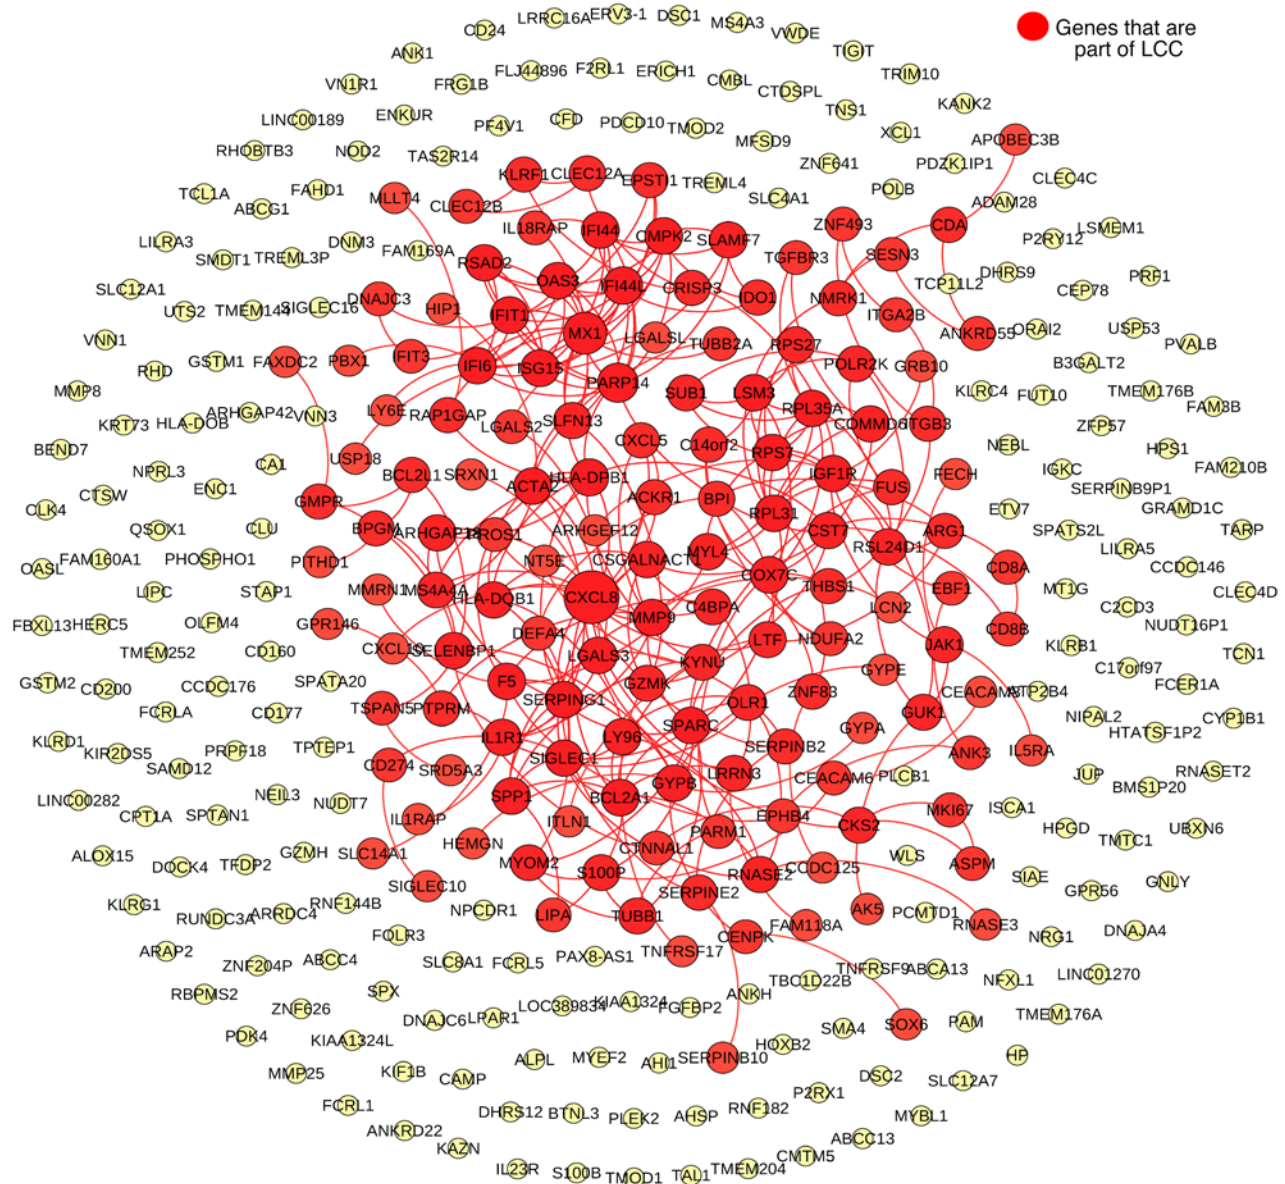 Genes that are
part of LCC
LRRC16A
ERV3-1
DSC1
MS4A3
CD24
VWDE
ANK1
TIGIT
FLJ44896
F2RL1
ERICH1
TRIM10
VN1R1
FRG1B
CMBL
CTDSPL
KANK2
LINC00189
ENKUR
PF4V1
CFD
PDCD10
TMOD2
TNS1
XCL1
APOBEC3B
RHOBTB3
NOD2
TAS2R14
MFSD9
ZNF641
PDZK1IP1
KLRF1
CLEC12A
EPSTI1
TREML4
POLB
CLEC4C
TCL1A
FAHD1
MLLT4
CLEC12B
SLC4A1
ADAM28
ABCG1
IL18RAP
IFI44
CMPK2
SLAMF7
ZNF493
CDA
P2RY12
LSMEM1
LILRA3
SMDT1
TREML3P
DNM3
FAM169A
RSAD2
TGFBR3
SESN3
DHRS9
PRF1
SLC12A1
UTS2
TMEM144
SIGLEC16
DNAJC3
HIP1
OAS3
IFI44L
CRISP3
IDO1
NMRK1
TCP11L2
CEP78
VNN1
IFIT1
MX1
LGALSL
TUBB2A
RPS27
ITGA2B
ANKRD55
ORAI2
USP53
PVALB
RHD
GSTM1
FAXDC2
PBX1
IFIT3
IFI6
ISG15
PARP14
POLR2K
GRB10
B3GALT2
MMP8
SUB1
LSM3
KLRC4
FUT10
TMEM176B
FAM3B
KRT73
HLA-DOB
ARHGAP42
VNN3
LY6E
RAP1GAP
LGALS2
SLFN13
RPL35A
COMMD6
ITGB3
ZFP57
BEND7
USP18
CXCL5
C14orf2
RPS7
NEBL
HPS1
NPRL3
CA1
BCL2L1
SRXN1
HLA-DPB1
IGF1R
FECH
IGKC
FAM210B
CLK4
CTSW
ENC1
GMPR
ACTA2
ACKR1
BPI
FUS
SERPINB9P1
ETV7
GRAMD1C
QSOX1
CLU
BPGM
ARHGAP18
PROS1
ARHGEF12
RPL31
CST7
ARG1
SPATS2L
TARP
OASL
FAM160A1
PHOSPHO1
PITHD1
NT5E
CSGALNACT1
MYL4
RSL24D1
LILRA5
CCDC146
LIPC
STAP1
MMRN1
MS4A4A
HLA-DQB1
CXCL8
COX7C
THBS1
EBF1
CD8A
MT1G
CLEC4D
FBXL13
HERC5
OLFM4
GPR146
DEFA4
MMP9
C4BPA
LCN2
CD8B
C2CD3
NUDT16P1
TMEM252
CD160
CXCL10
SELENBP1
LGALS3
KYNU
LTF
NDUFA2
JAK1
KLRB1
TCN1
GSTM2
CD200
CCDC176
SPATA20
F5
GZMK
GYPE
C17orf97
FCER1A
FCRLA
CD177
TSPAN5
PTPRM
SERPING1
OLR1
ZNF83
CEACAM8
ATP2B4
GUK1
NIPAL2
CYP1B1
KLRD1
KIR2DS5
PRPF18
TPTEP1
IL1R1
LY96
SPARC
SERPINB2
GYPA
ANK3
IL5RA
HTATSF1P2
SAMD12
CD274
SRD5A3
SIGLEC1
LRRN3
CEACAM6
PLCB1
JUP
RNASET2
LINC00282
CPT1A
SPTAN1
NEIL3
NUDT7
SPP1
BCL2A1
GYPB
BMS1P20
IL1RAP
ITLN1
EPHB4
CKS2
MKI67
ISCA1
HPGD
UBXN6
ALOX15
DOCK4
TFDP2
GZMH
SLC14A1
HEMGN
CTNNAL1
PARM1
TMTC1
MYOM2
S100P
RNASE2
CCDC125
WLS
ASPM
SIAE
GPR56
GNLY
KLRG1
RUNDC3A
ARRDC4
RNF144B
SIGLEC10
NPCDR1
LIPA
TUBB1
SERPINE2
AK5
PCMTD1
RNASE3
FAM118A
NRG1
DNAJA4
ARAP2
FOLR3
CENPK
ZNF204P
ABCC4
SLC8A1
FCRL5
PAX8-AS1
TNFRSF17
TNFRSF9
ABCA13
NFXL1
LINC01270
RBPMS2
SPX
TBC1D22B
ANKH
ZNF626
DNAJC6
LPAR1
LOC389834
KIAA1324
FGFBP2
SMA4
SOX6
PAM
TMEM176A
PDK4
KIAA1324L
HOXB2
MMP25
KIF1B
CAMP
ALPL
MYEF2
AHI1
SERPINB10
DSC2
HP
SLC12A7
FCRL1
DHRS12
BTNL3
PLEK2
AHSP
RNF182
P2RX1
MYBL1
ANKRD22
KAZN
ABCC13
IL23R
S100B
TMOD1
TAL1
TMEM204
CMTM5